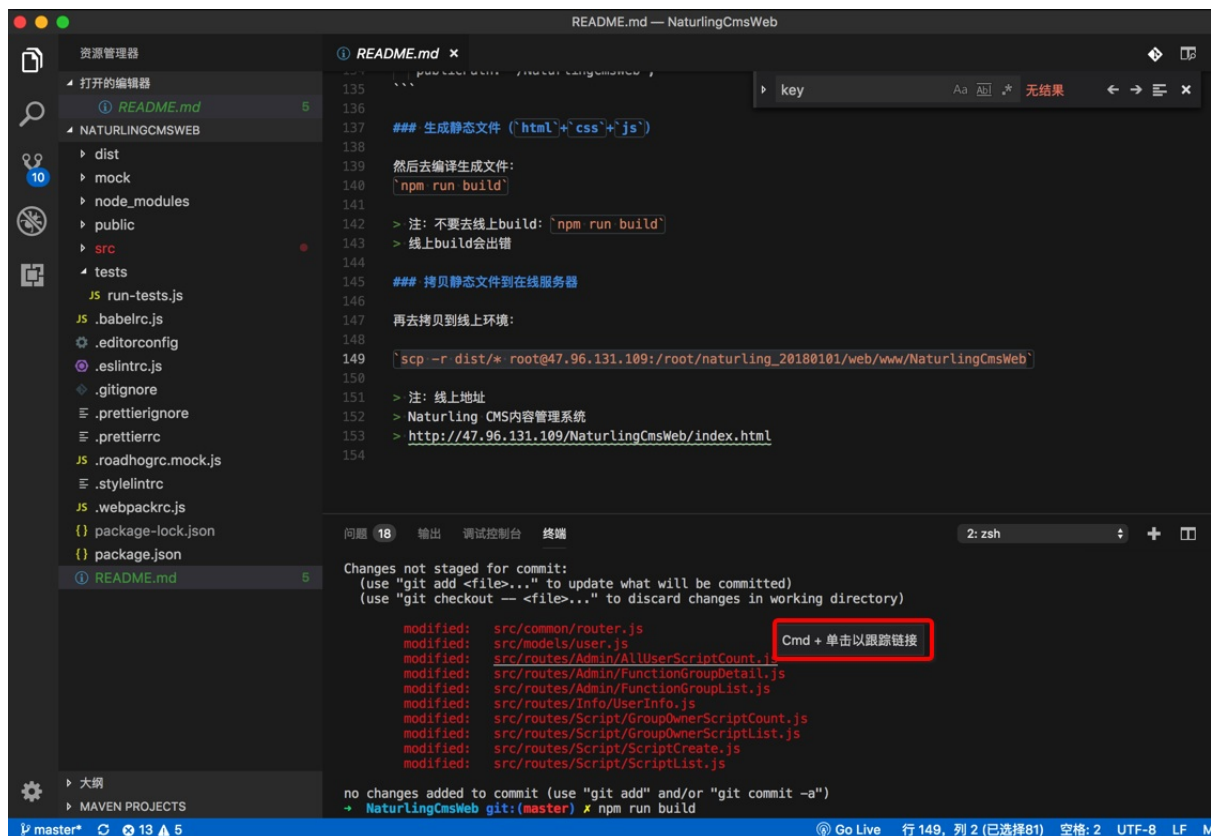 README.md — NaturlingCmsWeb
资源管理器
打开的编辑器
README.md 5
NATURLINGCMSWEB
dist
mock
node_modules
public
src
tests
JS run-tests.js
JS .babelrc.js
.editorconfig
.eslintrc.js
.gitignore
.prettierignore
.prettierrc
JS .roadhogrc.mock.js
.stylelintrc
JS .webpackrc.js
{} package-lock.json
{} package.json
README.md 5
大纲
MAVEN PROJECTS
10
README.md ×
key Aa Abl .* 无结果
134 publicPath: "/NaturlingCmsWeb",
135 ```
136
137 ### 生成静态文件 (`html`+`css`+`js`)
138
139 然后去编译生成文件:
140 `npm run build`
141
142 > 注: 不要去线上build: `npm run build`
143 > 线上build会出错
144
145 ### 拷贝静态文件到在线服务器
146
147 再去拷贝到线上环境:
148
149 `scp -r dist/* root@47.96.131.109:/root/naturling_20180101/web/www/NaturlingCmsWeb`
150
151 > 注: 线上地址
152 > Naturling CMS内容管理系统
153 > http://47.96.131.109/NaturlingCmsWeb/index.html
154
问题 18 输出 调试控制台 终端 2: zsh
Changes not staged for commit:
(use "git add <file>..." to update what will be committed)
(use "git checkout -- <file>..." to discard changes in working directory)
modified: src/common/router.js
modified: src/models/user.js
modified: src/routes/Admin/AllUserScriptCount.js
modified: src/routes/Admin/FunctionGroupDetail.js
modified: src/routes/Admin/FunctionGroupList.js
modified: src/routes/Info/UserInfo.js
modified: src/routes/Script/GroupOwnerScriptCount.js
modified: src/routes/Script/GroupOwnerScriptList.js
modified: src/routes/Script/ScriptCreate.js
modified: src/routes/Script/ScriptList.js
Cmd + 单击以跟踪链接
no changes added to commit (use "git add" and/or "git commit -a")
→ NaturlingCmsWeb git:(master) ✗ npm run build
master* 13 5 Go Live 行 149, 列 2 (已选择81) 空格: 2 UTF-8 LF M